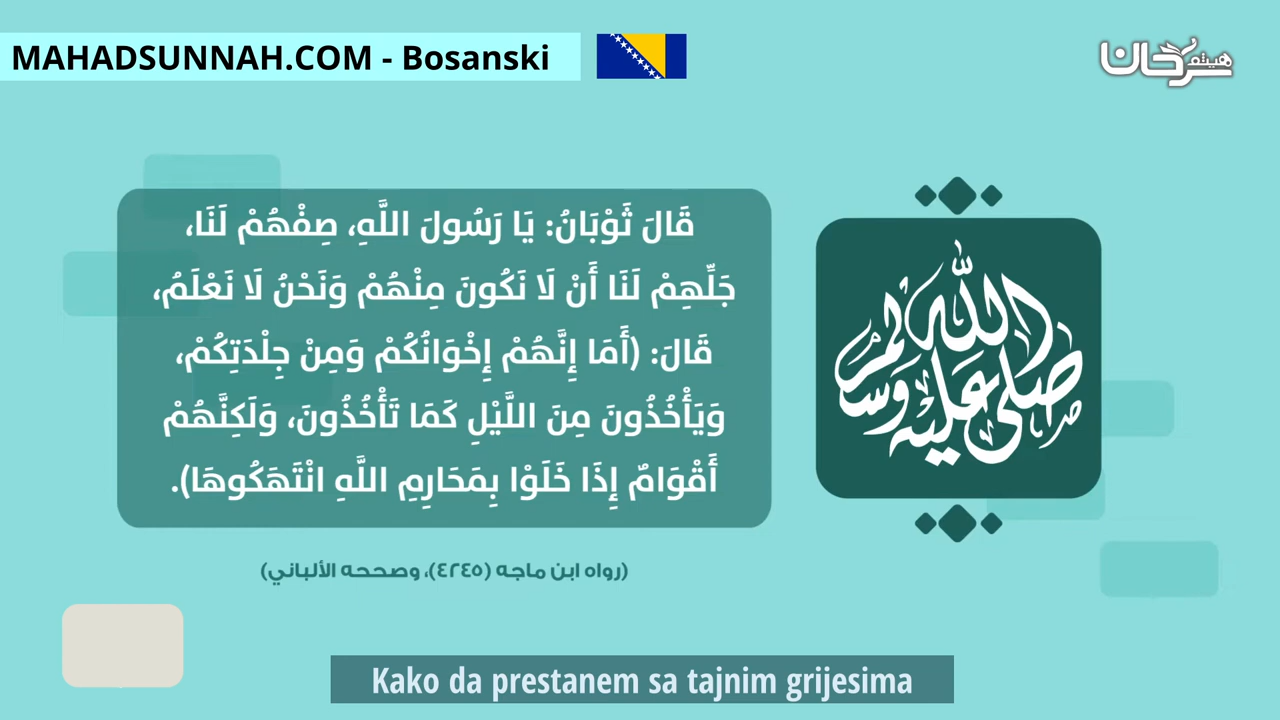 MAHADSUNNAH.COM - Bosanski
هيثم سرحان
قَالَ ثَوْبَانُ: يَا رَسُولَ اللَّهِ، صِفْهُمْ لَنَا،
جَلِّهِمْ لَنَا أَنْ لَا نَكُونَ مِنْهُمْ وَنَحْنُ لَا نَعْلَمُ،
قَالَ: (أَمَا إِنَّهُمْ إِخْوَانُكُمْ وَمِنْ جِلْدَتِكُمْ،
وَيَأْخُذُونَ مِنَ اللَّيْلِ كَمَا تَأْخُذُونَ، وَلَكِنَّهُمْ
أَقْوَامٌ إِذَا خَلَوْا بِمَحَارِمِ اللَّهِ انْتَهَكُوهَا).
صلى الله عليه وسلم
(رواه ابن ماجه (٤٢٤٥)، وصححه الألباني)
Kako da prestanem sa tajnim grijesima